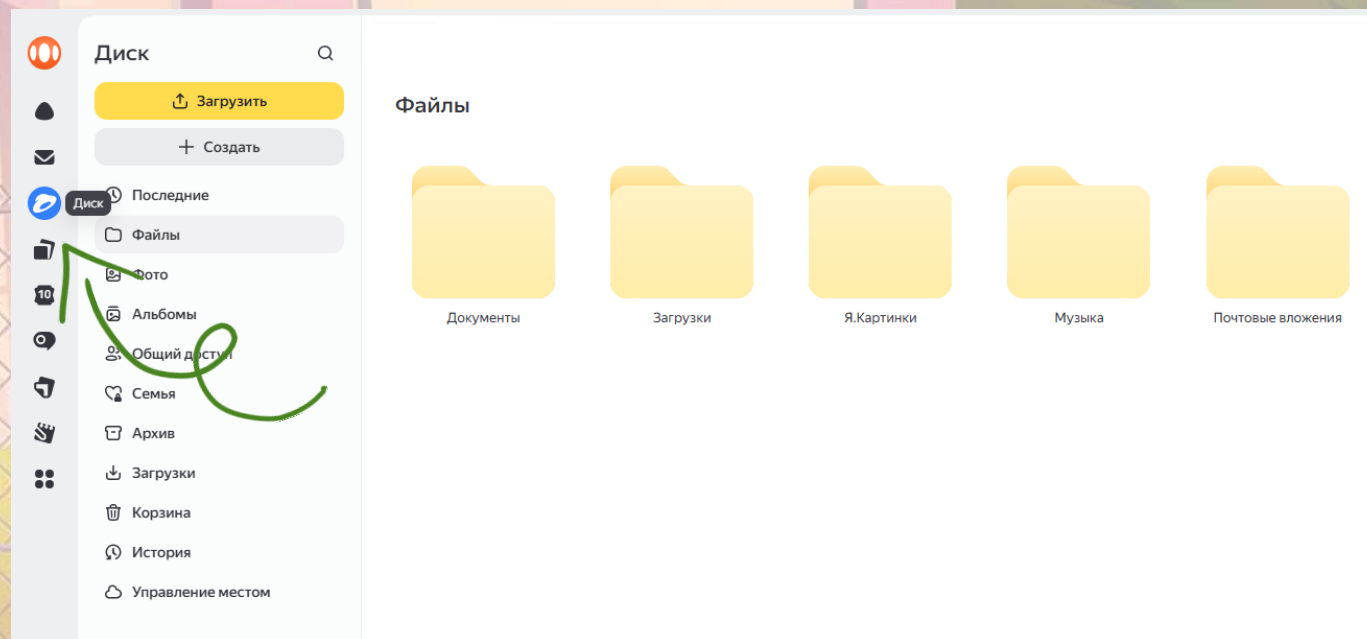 Диск
Загрузить
Создать
Диск
Последние
Файлы
Фото
Альбомы
Общий доступ
Семья
Архив
Загрузки
Корзина
История
Управление местом
10
Файлы
Документы
Загрузки
Я.Картинки
Музыка
Почтовые вложения